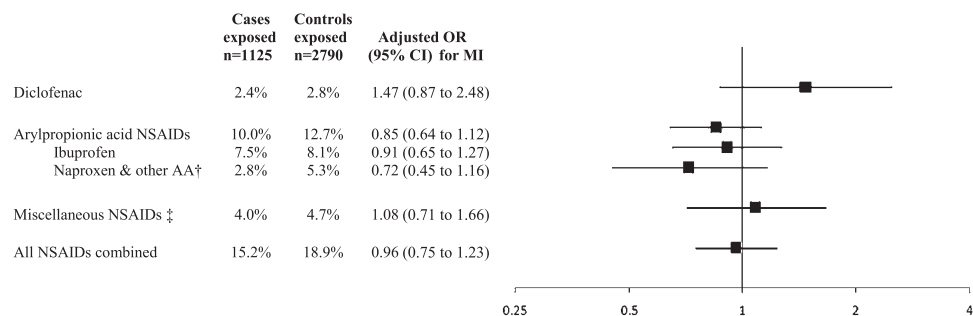 Cases Controls
exposed exposed Adjusted OR
n=1125 n=2790 (95% CI) for MI
Diclofenac 2.4% 2.8% 1.47 (0.87 to 2.48)
Arylpropionic acid NSAIDs 10.0% 12.7% 0.85 (0.64 to 1.12)
Ibuprofen 7.5% 8.1% 0.91 (0.65 to 1.27)
Naproxen & other AA† 2.8% 5.3% 0.72 (0.45 to 1.16)
Miscellaneous NSAIDs ‡ 4.0% 4.7% 1.08 (0.71 to 1.66)
All NSAIDs combined 15.2% 18.9% 0.96 (0.75 to 1.23)
0.25 0.5 1 2 4